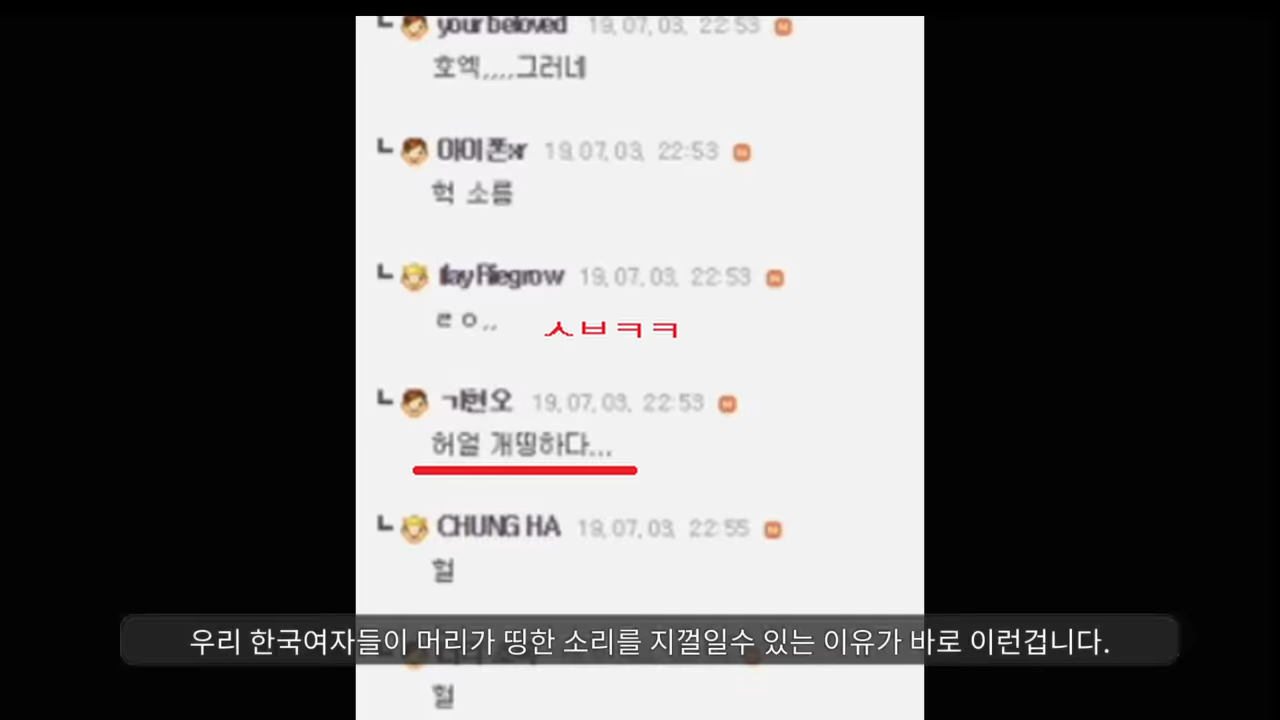 ㄴ your beloved 19.07.03. 22:53 N
호엑,,,,그러네
ㄴ 아이폰xr 19.07.03. 22:53 N
헉 소름
ㄴ 19.07.03. 22:53 N
ㄹㅇ,,
ㅅㅂㅋㅋ
ㄴ ㄱ현오 19.07.03. 22:53 N
허얼 개띵하다...
ㄴ CHUNG HA 19.07.03. 22:55 N
헐
우리 한국여자들이 머리가 띵한 소리를 지껄일수 있는 이유가 바로 이런겁니다.
헐